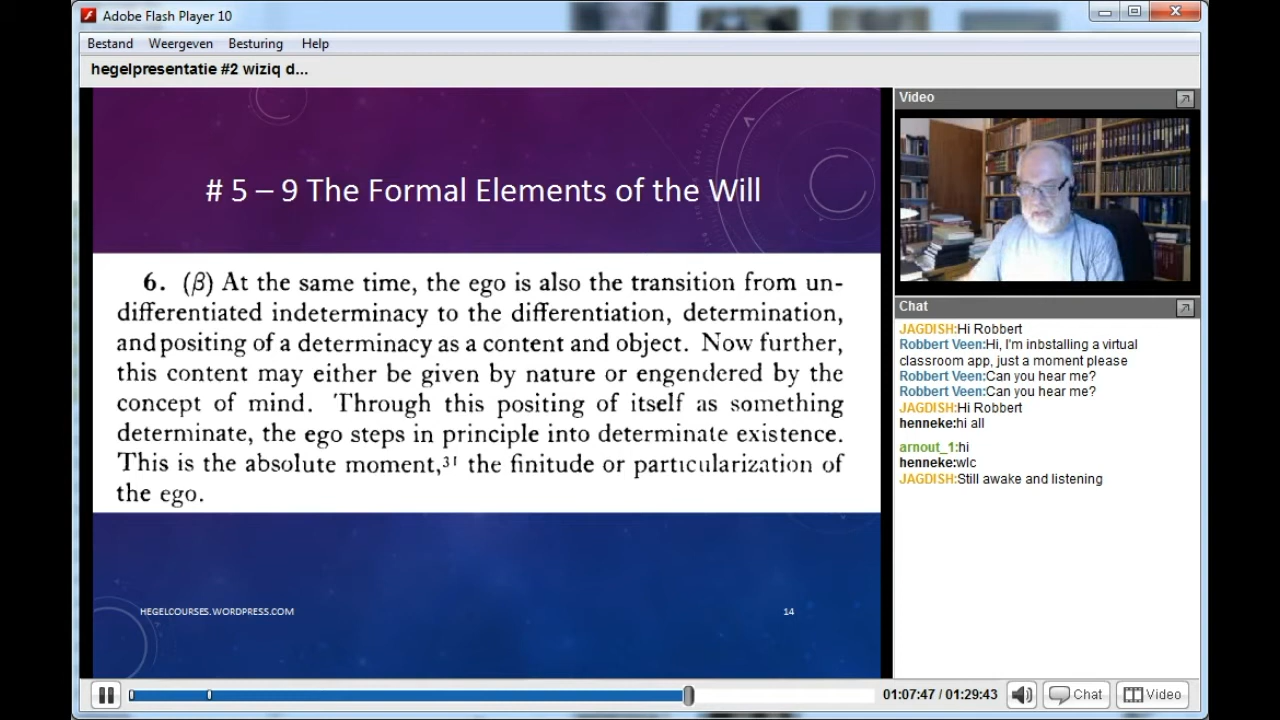 Adobe Flash Player 10
Bestand Weergeven Besturing Help
hegelpresentatie #2 wiziq d...
# 5 – 9 The Formal Elements of the Will
6. (β) At the same time, the ego is also the transition from un-
differentiated indeterminacy to the differentiation, determination,
and positing of a determinacy as a content and object. Now further,
this content may either be given by nature or engendered by the
concept of mind. Through this positing of itself as something
determinate, the ego steps in principle into determinate existence.
This is the absolute moment,³¹ the finitude or particularization of
the ego.
HEGELCOURSES.WORDPRESS.COM
14
Video
Chat
JAGDISH:Hi Robbert
Robbert Veen:Hi, I'm inbstalling a virtual
classroom app, just a moment please
Robbert Veen:Can you hear me?
Robbert Veen:Can you hear me?
JAGDISH:Hi Robbert
henneke:hi all
arnout_1:hi
henneke:wlc
JAGDISH:Still awake and listening
01:07:47 / 01:29:43
Chat
Video